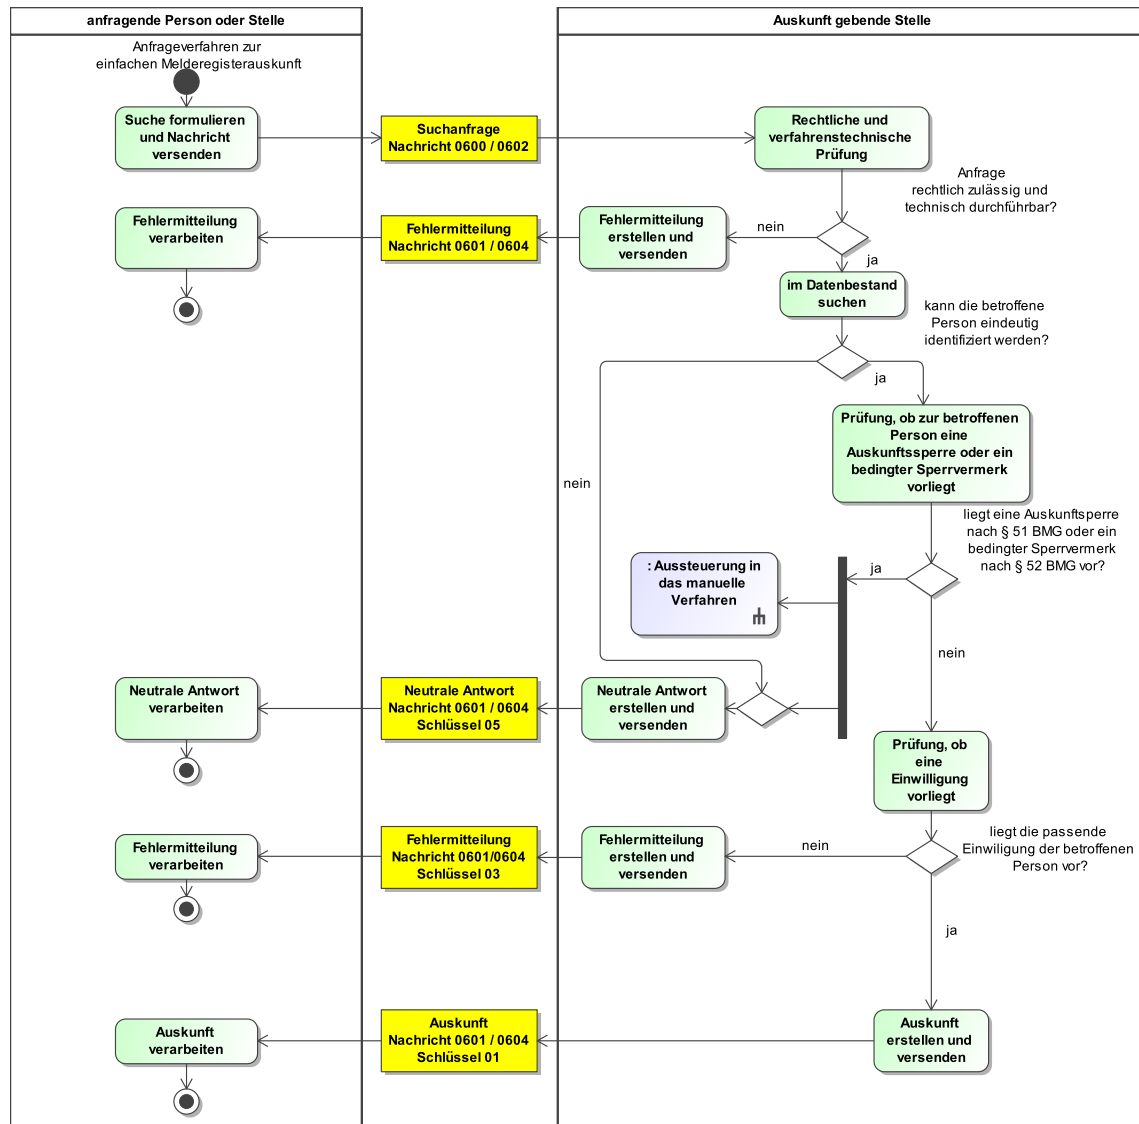 anfragende Person oder Stelle
Auskunft gebende Stelle
Anfrageverfahren zur
einfachen Melderegisterauskunft
Suche formulieren
und Nachricht
versenden
Suchanfrage
Nachricht 0600 / 0602
Rechtliche und
verfahrenstechnische
Prüfung
Anfrage
rechtlich zulässig und
technisch durchführbar?
Fehlermitteilung
verarbeiten
Fehlermitteilung
Nachricht 0601 / 0604
Fehlermitteilung
erstellen und
versenden
nein
ja
im Datenbestand
suchen
kann die betroffene
Person eindeutig
identifiziert werden?
ja
Prüfung, ob zur betroffenen
Person eine
Auskunftssperre oder ein
bedingter Sperrvermerk
vorliegt
nein
liegt eine Auskunftsperre
nach § 51 BMG oder ein
bedingter Sperrvermerk
nach § 52 BMG vor?
: Aussteuerung in
das manuelle
Verfahren
ja
nein
Neutrale Antwort
verarbeiten
Neutrale Antwort
Nachricht 0601 / 0604
Schlüssel 05
Neutrale Antwort
erstellen und
versenden
Prüfung, ob
eine
Einwilligung
vorliegt
Fehlermitteilung
verarbeiten
Fehlermitteilung
Nachricht 0601/0604
Schlüssel 03
Fehlermitteilung
erstellen und
versenden
nein
liegt die passende
Einwiligung der betroffenen
Person vor?
ja
Auskunft
verarbeiten
Auskunft
Nachricht 0601 / 0604
Schlüssel 01
Auskunft
erstellen und
versenden